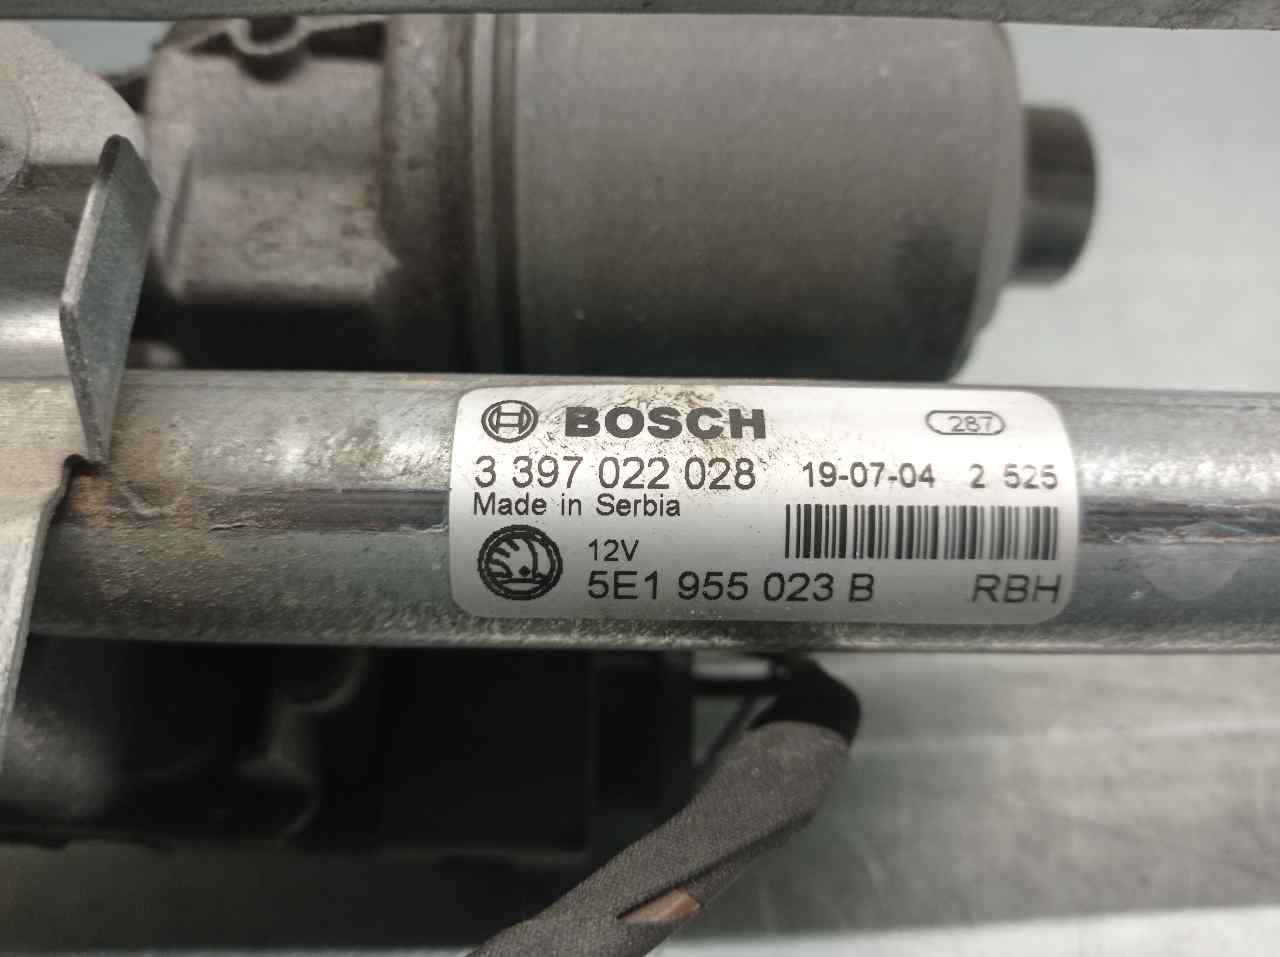 BOSCH 287
3 397 022 028 19-07-04 2 525
Made in Serbia
12V
5E1 955 023 B RBH